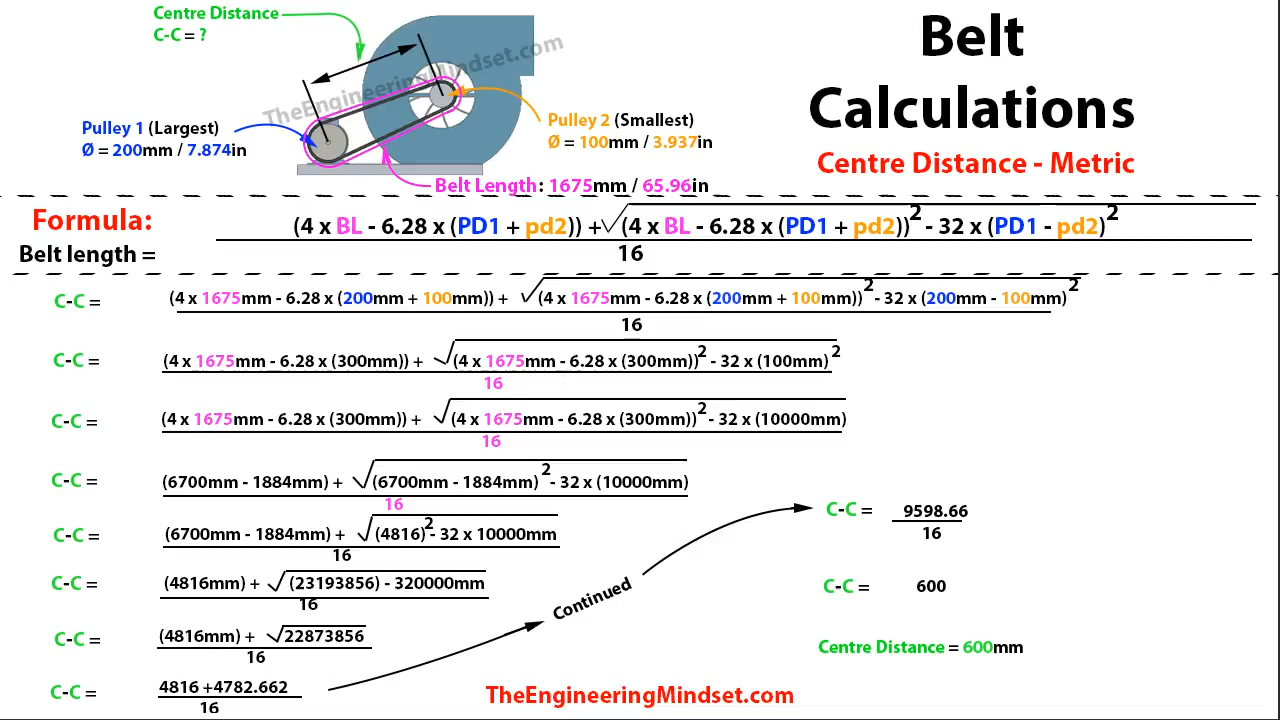 Centre Distance
C-C = ?
Belt
Calculations
Centre Distance - Metric
TheEngineeringMindset.com
Pulley 1 (Largest)
Ø = 200mm / 7.874in
Pulley 2 (Smallest)
Ø = 100mm / 3.937in
Belt Length: 1675mm / 65.96in
Formula:
Belt length =
(4 x BL - 6.28 x (PD1 + pd2)) + √(4 x BL - 6.28 x (PD1 + pd2))² - 32 x (PD1 - pd2)²
16
C-C = (4 x 1675mm - 6.28 x (200mm + 100mm)) + √(4 x 1675mm - 6.28 x (200mm + 100mm))² - 32 x (200mm - 100mm)²
16
C-C = (4 x 1675mm - 6.28 x (300mm)) + √(4 x 1675mm - 6.28 x (300mm))² - 32 x (100mm)²
16
C-C = (4 x 1675mm - 6.28 x (300mm)) + √(4 x 1675mm - 6.28 x (300mm))² - 32 x (10000mm)
16
C-C = (6700mm - 1884mm) + √(6700mm - 1884mm)² - 32 x (10000mm)
16
C-C = (6700mm - 1884mm) + √(4816)² - 32 x 10000mm
16
C-C = (4816mm) + √(23193856) - 320000mm
16
C-C = (4816mm) + √22873856
16
C-C = 4816 +4782.662
16
Continued
C-C = 9598.66
16
C-C = 600
Centre Distance = 600mm
TheEngineeringMindset.com